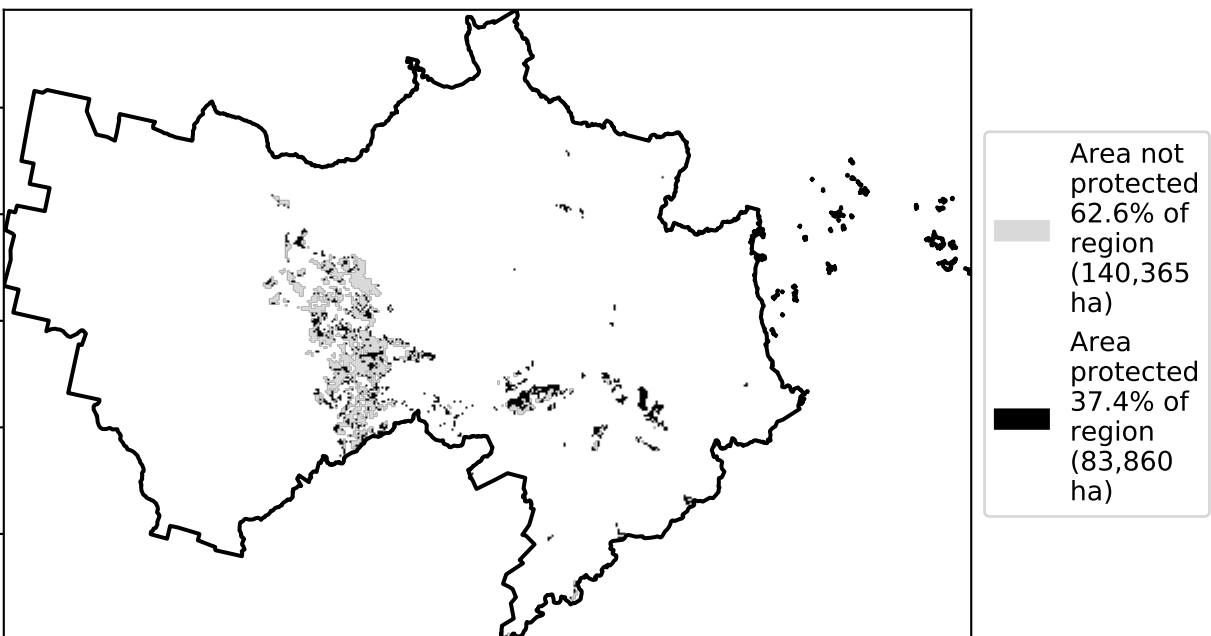 Area not
protected
62.6% of
region
(140,365
ha)
Area
protected
37.4% of
region
(83,860
ha)